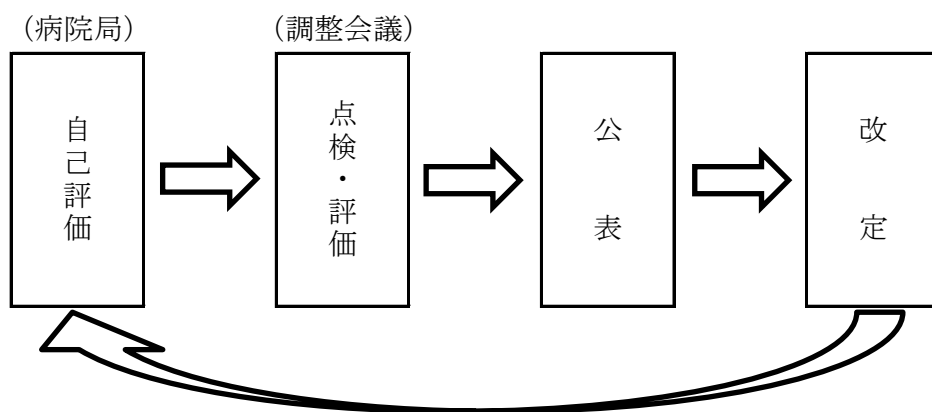 （病院局）
（調整会議）
自己評価
点検・評価
公表
改定